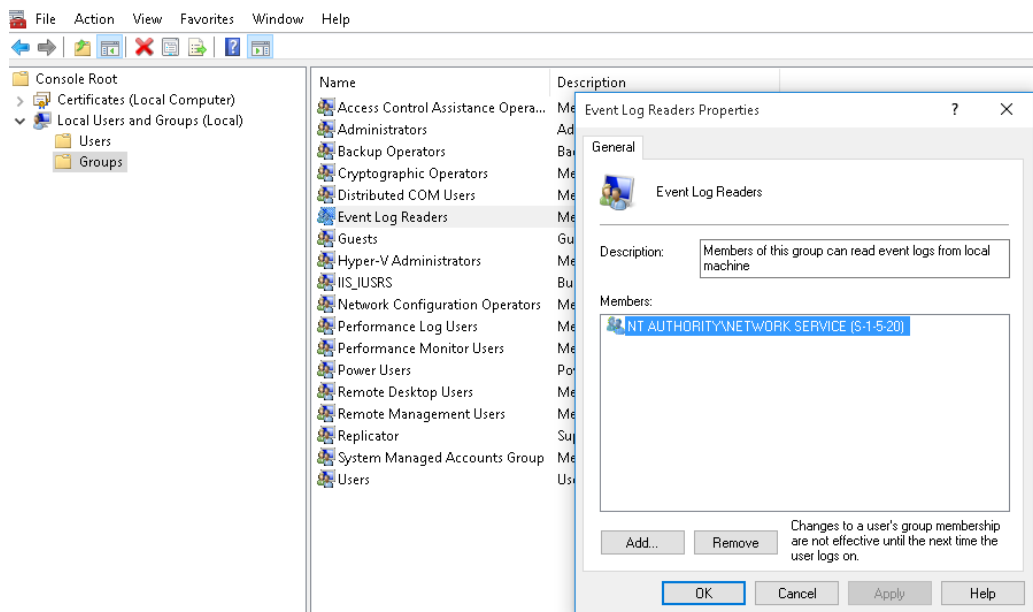 File Action View Favorites Window Help
Console Root
Certificates (Local Computer)
Local Users and Groups (Local)
Users
Groups
Name Description
Access Control Assistance Opera...
Administrators
Backup Operators
Cryptographic Operators
Distributed COM Users
Event Log Readers
Guests
Hyper-V Administrators
IIS_IUSRS
Network Configuration Operators
Performance Log Users
Performance Monitor Users
Power Users
Remote Desktop Users
Remote Management Users
Replicator
System Managed Accounts Group
Users
Event Log Readers Properties
General
Event Log Readers
Description:
Members of this group can read event logs from local
machine
Members:
NT AUTHORITY\NETWORK SERVICE (S-1-5-20)
Add... Remove
Changes to a user's group membership
are not effective until the next time the
user logs on.
OK Cancel Apply Help